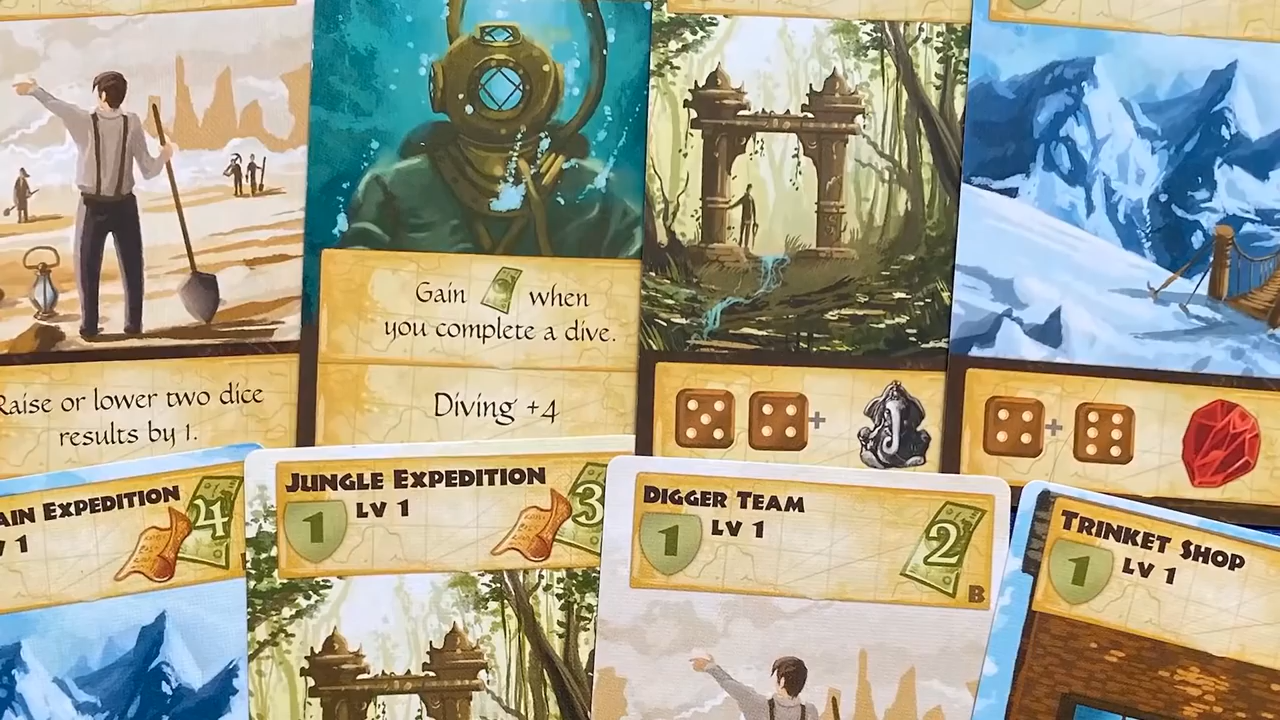 Raise or lower two dice
results by 1.
Gain when
you complete a dive.
Diving +4
+
+
EXPEDITION
1
4
JUNGLE EXPEDITION
1 LV 1
3
DIGGER TEAM
1 LV 1
2
B
TRINKET SHOP
1 LV 1